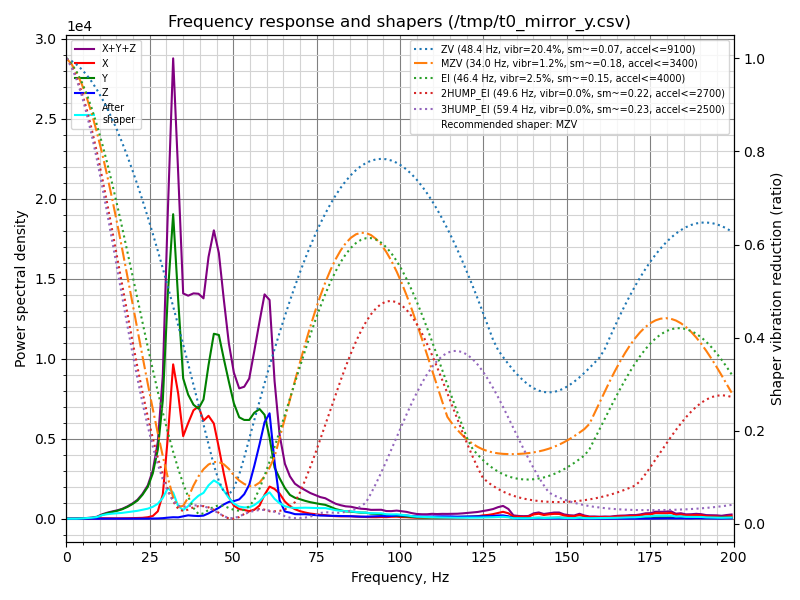 Frequency response and shapers (/tmp/t0_mirror_y.csv)
1e4
X+Y+Z
X
Y
Z
After
shaper
ZV (48.4 Hz, vibr=20.4%, sm~=0.07, accel<=9100)
MZV (34.0 Hz, vibr=1.2%, sm~=0.18, accel<=3400)
EI (46.4 Hz, vibr=2.5%, sm~=0.15, accel<=4000)
2HUMP_EI (49.6 Hz, vibr=0.0%, sm~=0.22, accel<=2700)
3HUMP_EI (59.4 Hz, vibr=0.0%, sm~=0.23, accel<=2500)
Recommended shaper: MZV
Power spectral density
3.0
2.5
2.0
1.5
1.0
0.5
0.0
Shaper vibration reduction (ratio)
1.0
0.8
0.6
0.4
0.2
0.0
0 25 50 75 100 125 150 175 200
Frequency, Hz